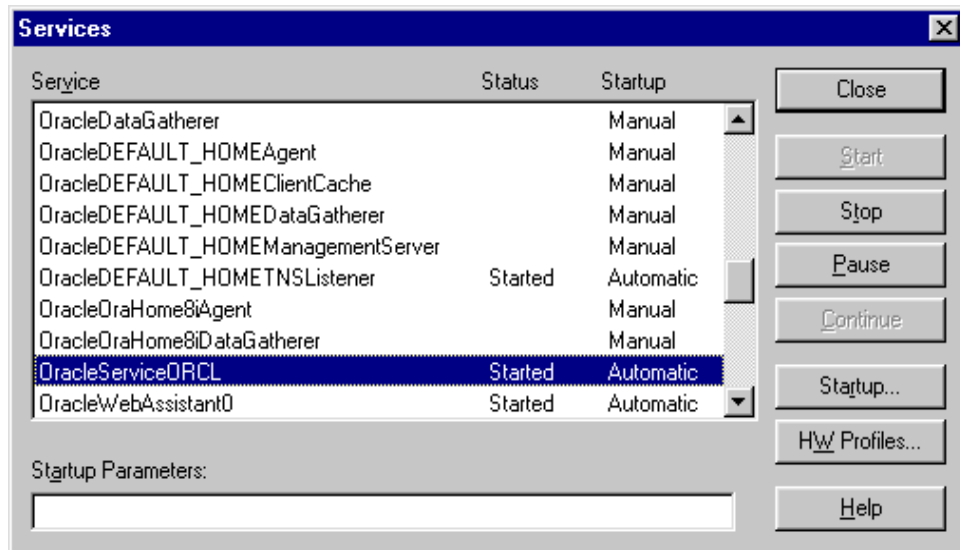 Services
Service Status Startup
OracleDataGatherer Manual
OracleDEFAULT_HOMEAgent Manual
OracleDEFAULT_HOMEClientCache Manual
OracleDEFAULT_HOMEDataGatherer Manual
OracleDEFAULT_HOMEManagementServer Manual
OracleDEFAULT_HOMETNSListener Started Automatic
OracleOraHome8iAgent Manual
OracleOraHome8iDataGatherer Manual
OracleServiceORCL Started Automatic
OracleWebAssistant0 Started Automatic
Startup Parameters:
Close
Start
Stop
Pause
Continue
Startup...
HW Profiles...
Help